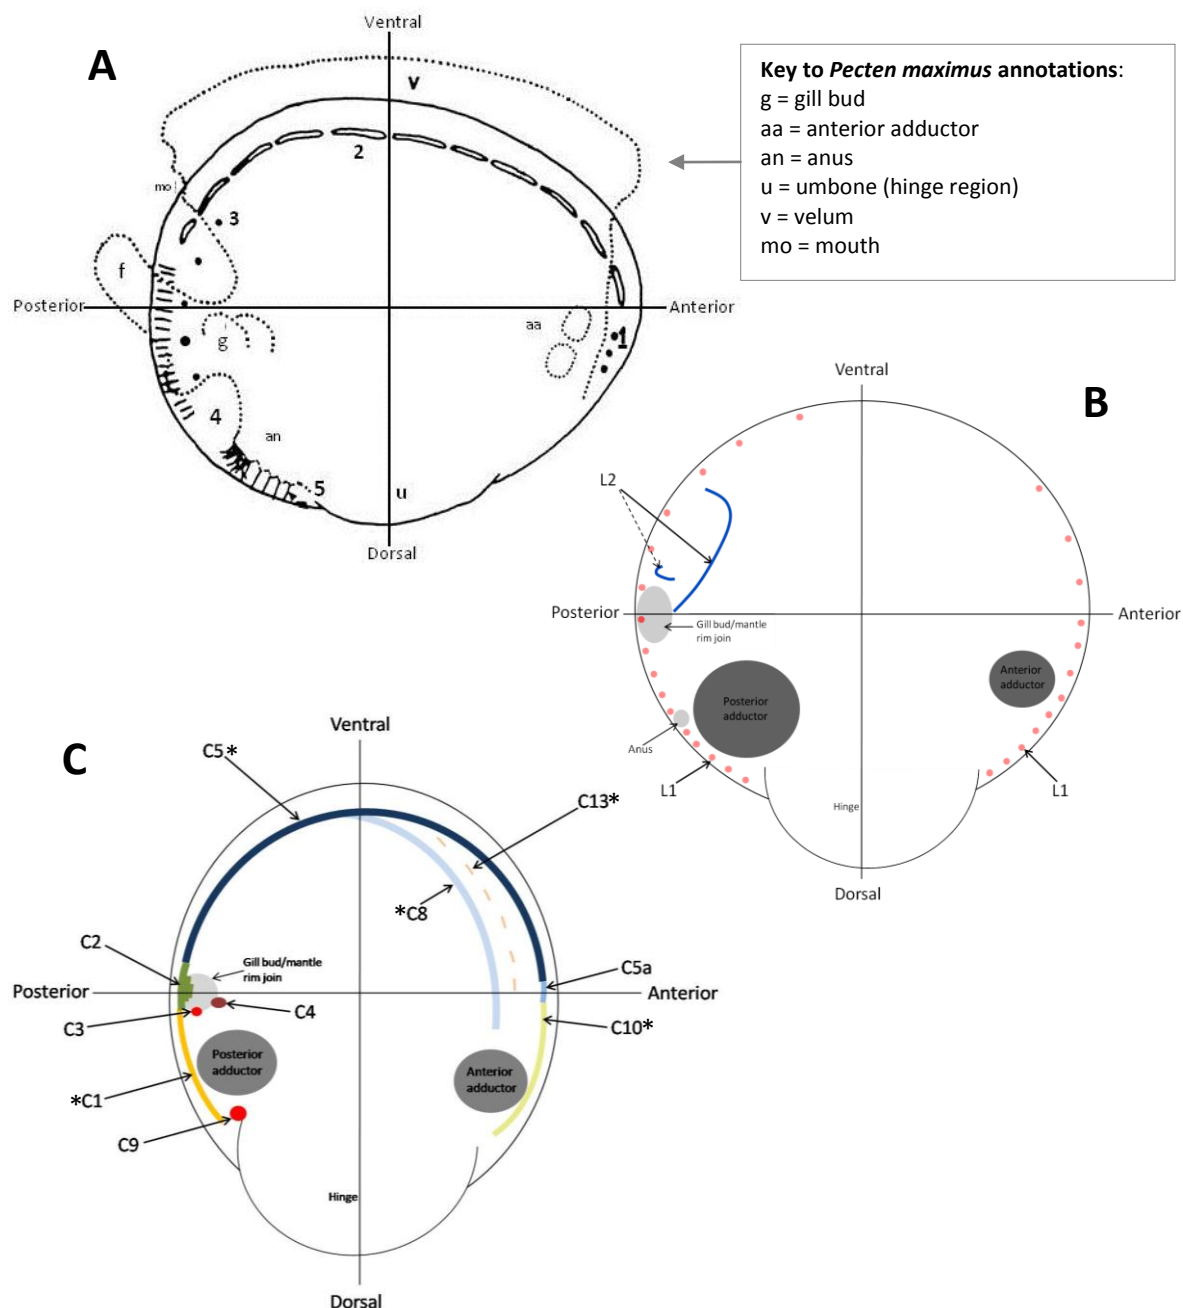 A
Ventral
v
2
mo
3
f
Posterior
Anterior
g
aa
1
4
an
5
u
Dorsal
Key to Pecten maximus annotations:
g = gill bud
aa = anterior adductor
an = anus
u = umbone (hinge region)
v = velum
mo = mouth
B
Ventral
L2
Posterior
Anterior
Gill bud/mantle
rim join
Posterior
adductor
Anterior
adductor
Anus
L1
L1
Hinge
Dorsal
C
Ventral
C5*
C13*
*C8
C2
Gill bud/mantle
rim join
C5a
Posterior
Anterior
C3
C4
C10*
Posterior
adductor
Anterior
adductor
*C1
C9
Hinge
Dorsal